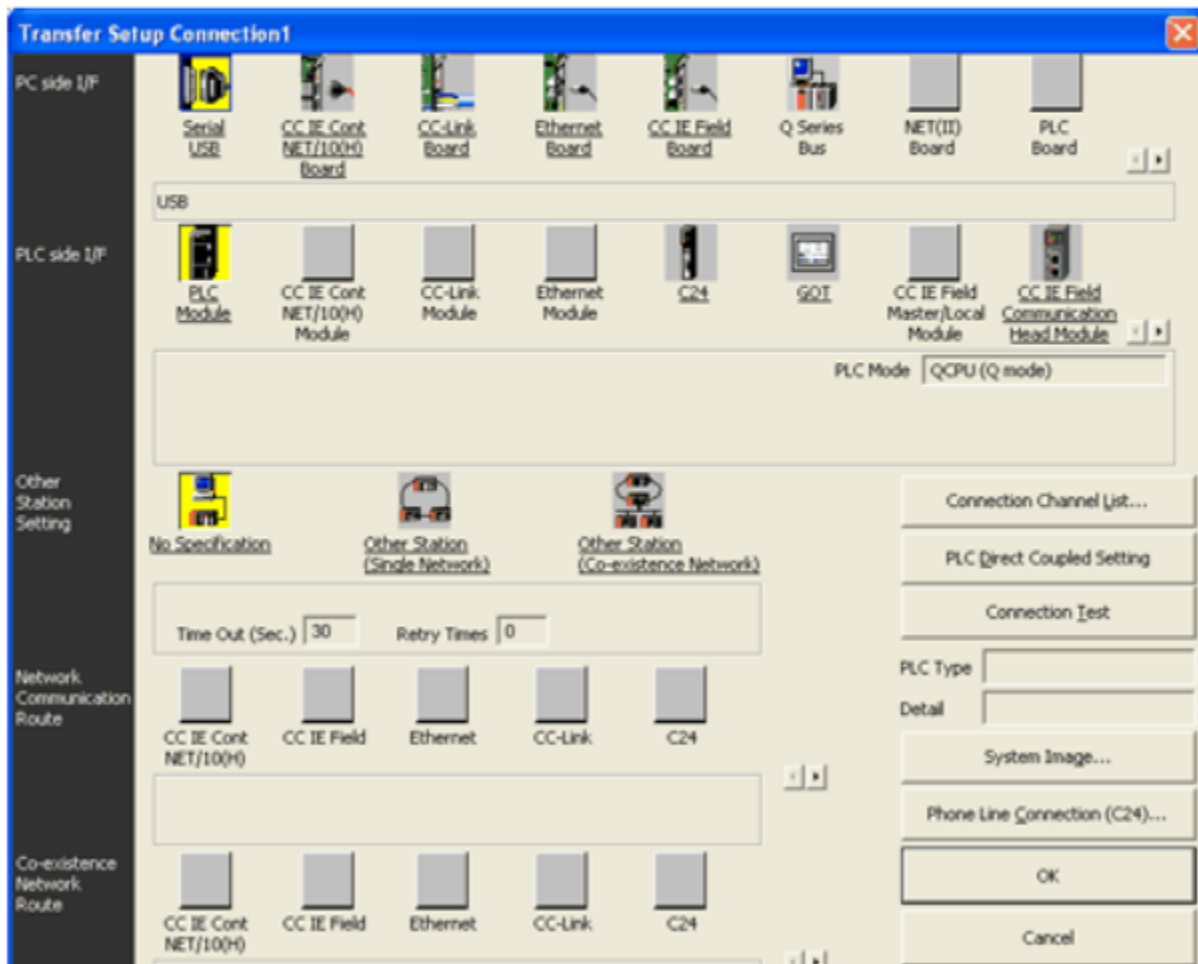 Transfer Setup Connection1
PC side I/F
Serial
USB
CC IE Cont
NET/10(H)
Board
CC-Link
Board
Ethernet
Board
CC IE Field
Board
Q Series
Bus
NET(II)
Board
PLC
Board
USB
PLC side I/F
PLC
Module
CC IE Cont
NET/10(H)
Module
CC-Link
Module
Ethernet
Module
C24
GOT
CC IE Field
Master/Local
Module
CC IE Field
Communication
Head Module
PLC Mode QCPU (Q mode)
Other
Station
Setting
No Specification
Other Station
(Single Network)
Other Station
(Co-existence Network)
Connection Channel List...
PLC Direct Coupled Setting
Connection Test
Time Out (Sec.) 30 Retry Times 0
PLC Type
Detail
System Image...
Phone Line Connection (C24)...
OK
Cancel
Network
Communication
Route
CC IE Cont
NET/10(H)
CC IE Field
Ethernet
CC-Link
C24
Co-existence
Network
Route
CC IE Cont
NET/10(H)
CC IE Field
Ethernet
CC-Link
C24